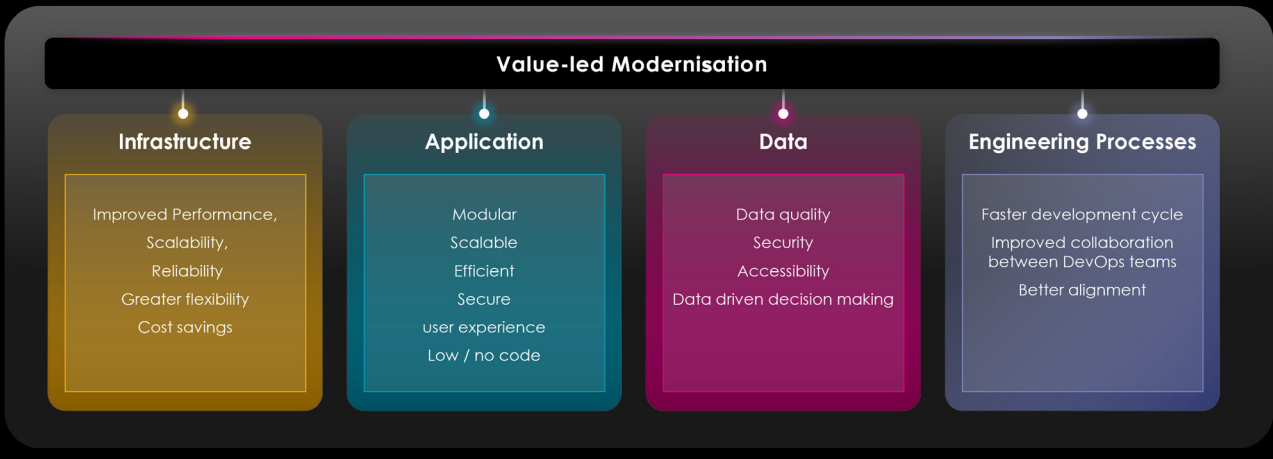 Value-led Modernisation
Infrastructure
Improved Performance,
Scalability,
Reliability
Greater flexibility
Cost savings
Application
Modular
Scalable
Efficient
Secure
user experience
Low / no code
Data
Data quality
Security
Accessibility
Data driven decision making
Engineering Processes
Faster development cycle
Improved collaboration
between DevOps teams
Better alignment